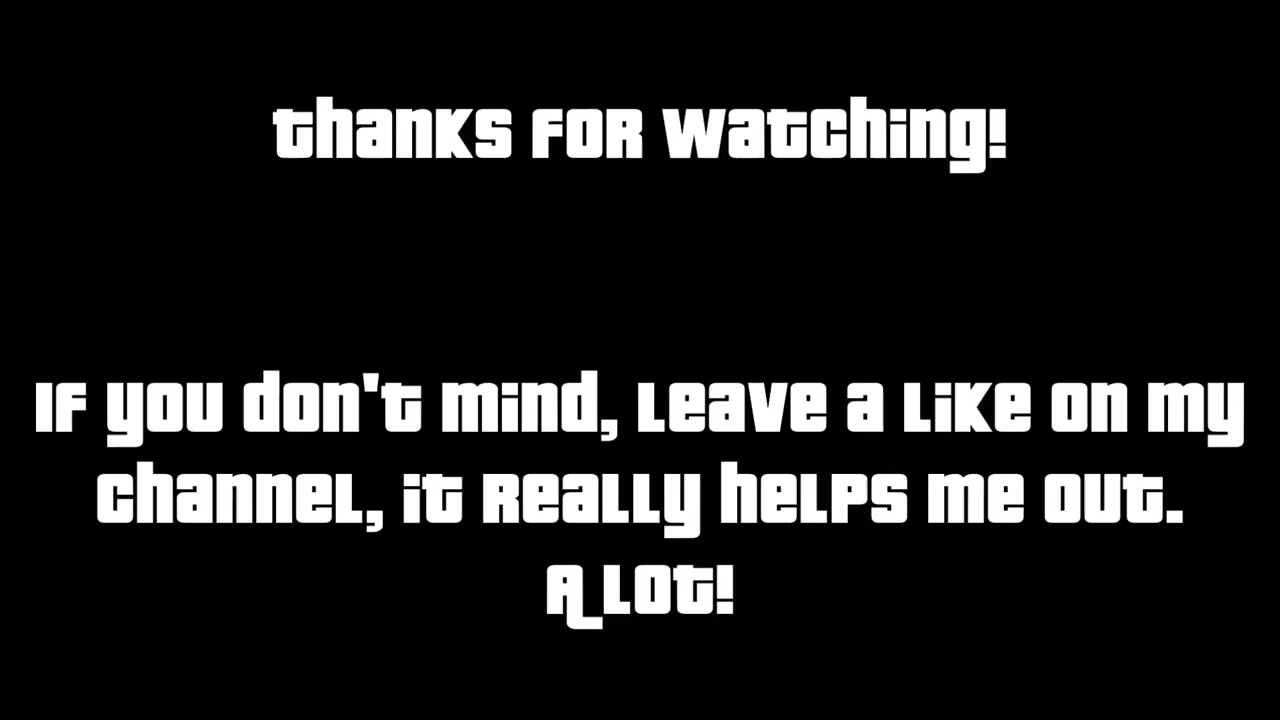 Thanks for watching!
If you don't mind, leave a like on my
channel, it really helps me out.
A lot!